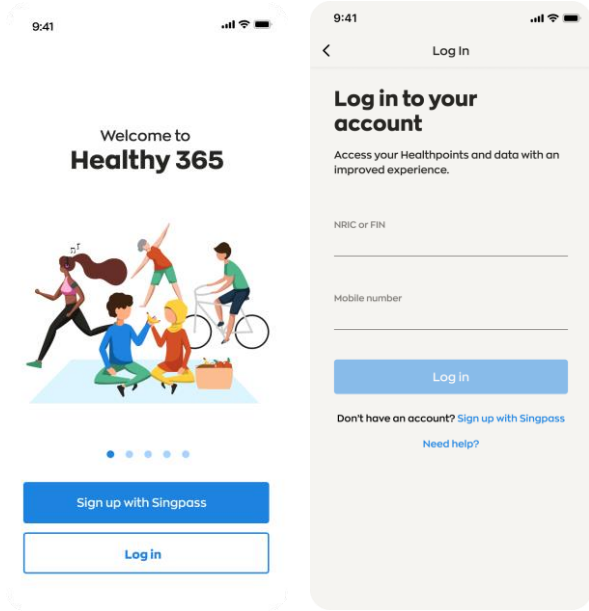 9:41
Welcome to
Healthy 365
Sign up with Singpass
Log in
9:41
Log In
Log in to your
account
Access your Healthpoints and data with an
improved experience.
NRIC or FIN
Mobile number
Log in
Don't have an account? Sign up with Singpass
Need help?